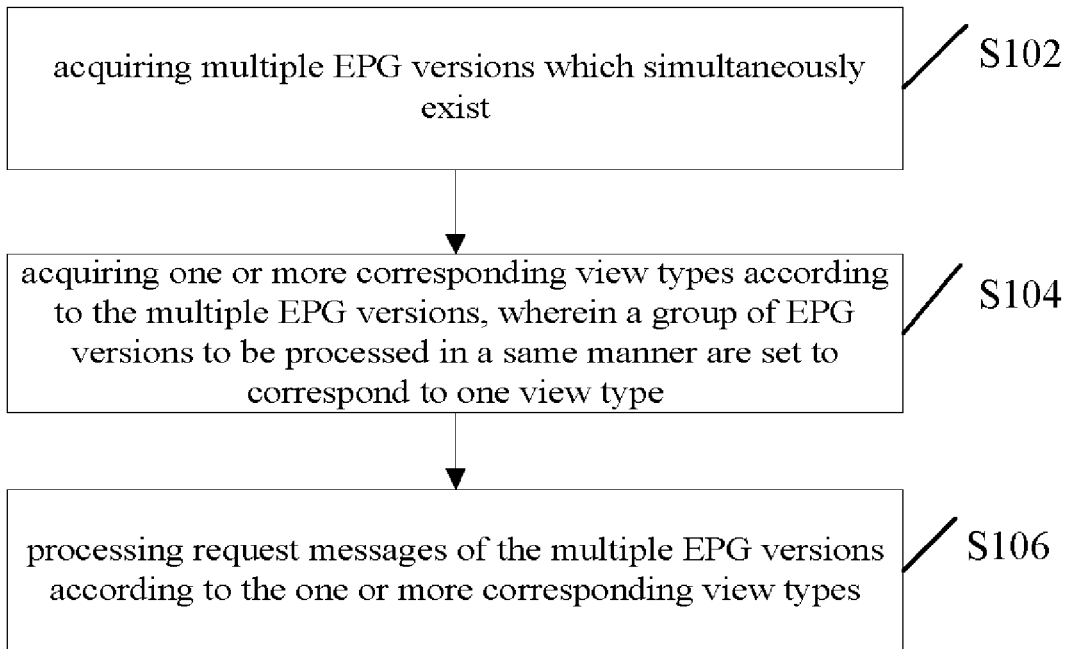 acquiring multiple EPG versions which simultaneously
exist
S102
acquiring one or more corresponding view types according
to the multiple EPG versions, wherein a group of EPG
versions to be processed in a same manner are set to
correspond to one view type
S104
processing request messages of the multiple EPG versions
according to the one or more corresponding view types
S106